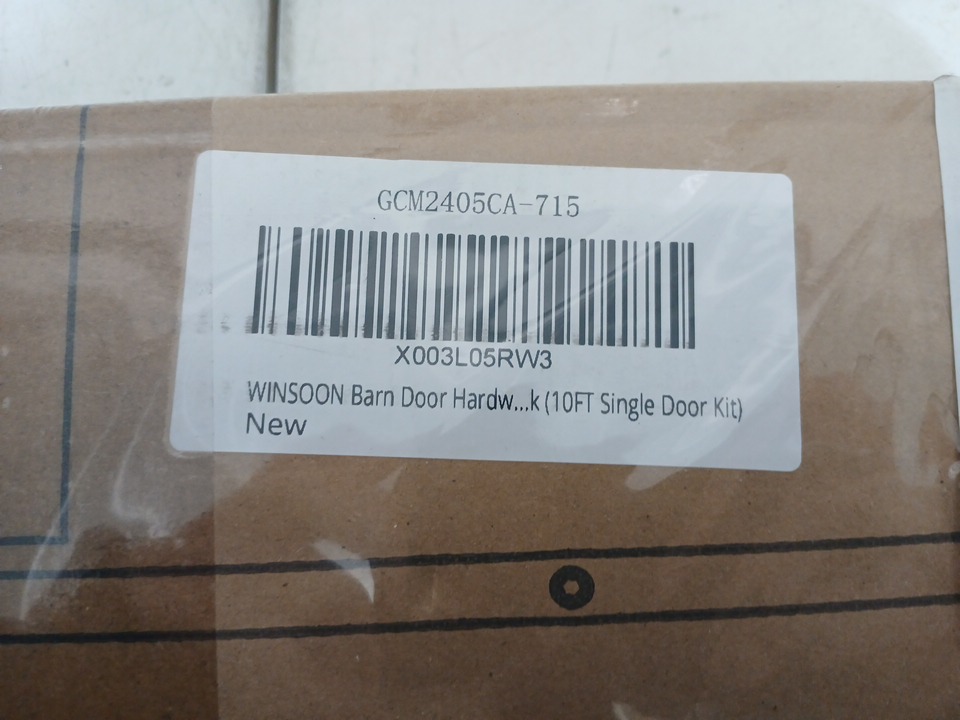 GCM2405CA-715
X003L05RW3
WINSOON Barn Door Hardw...k (10FT Single Door Kit)
New